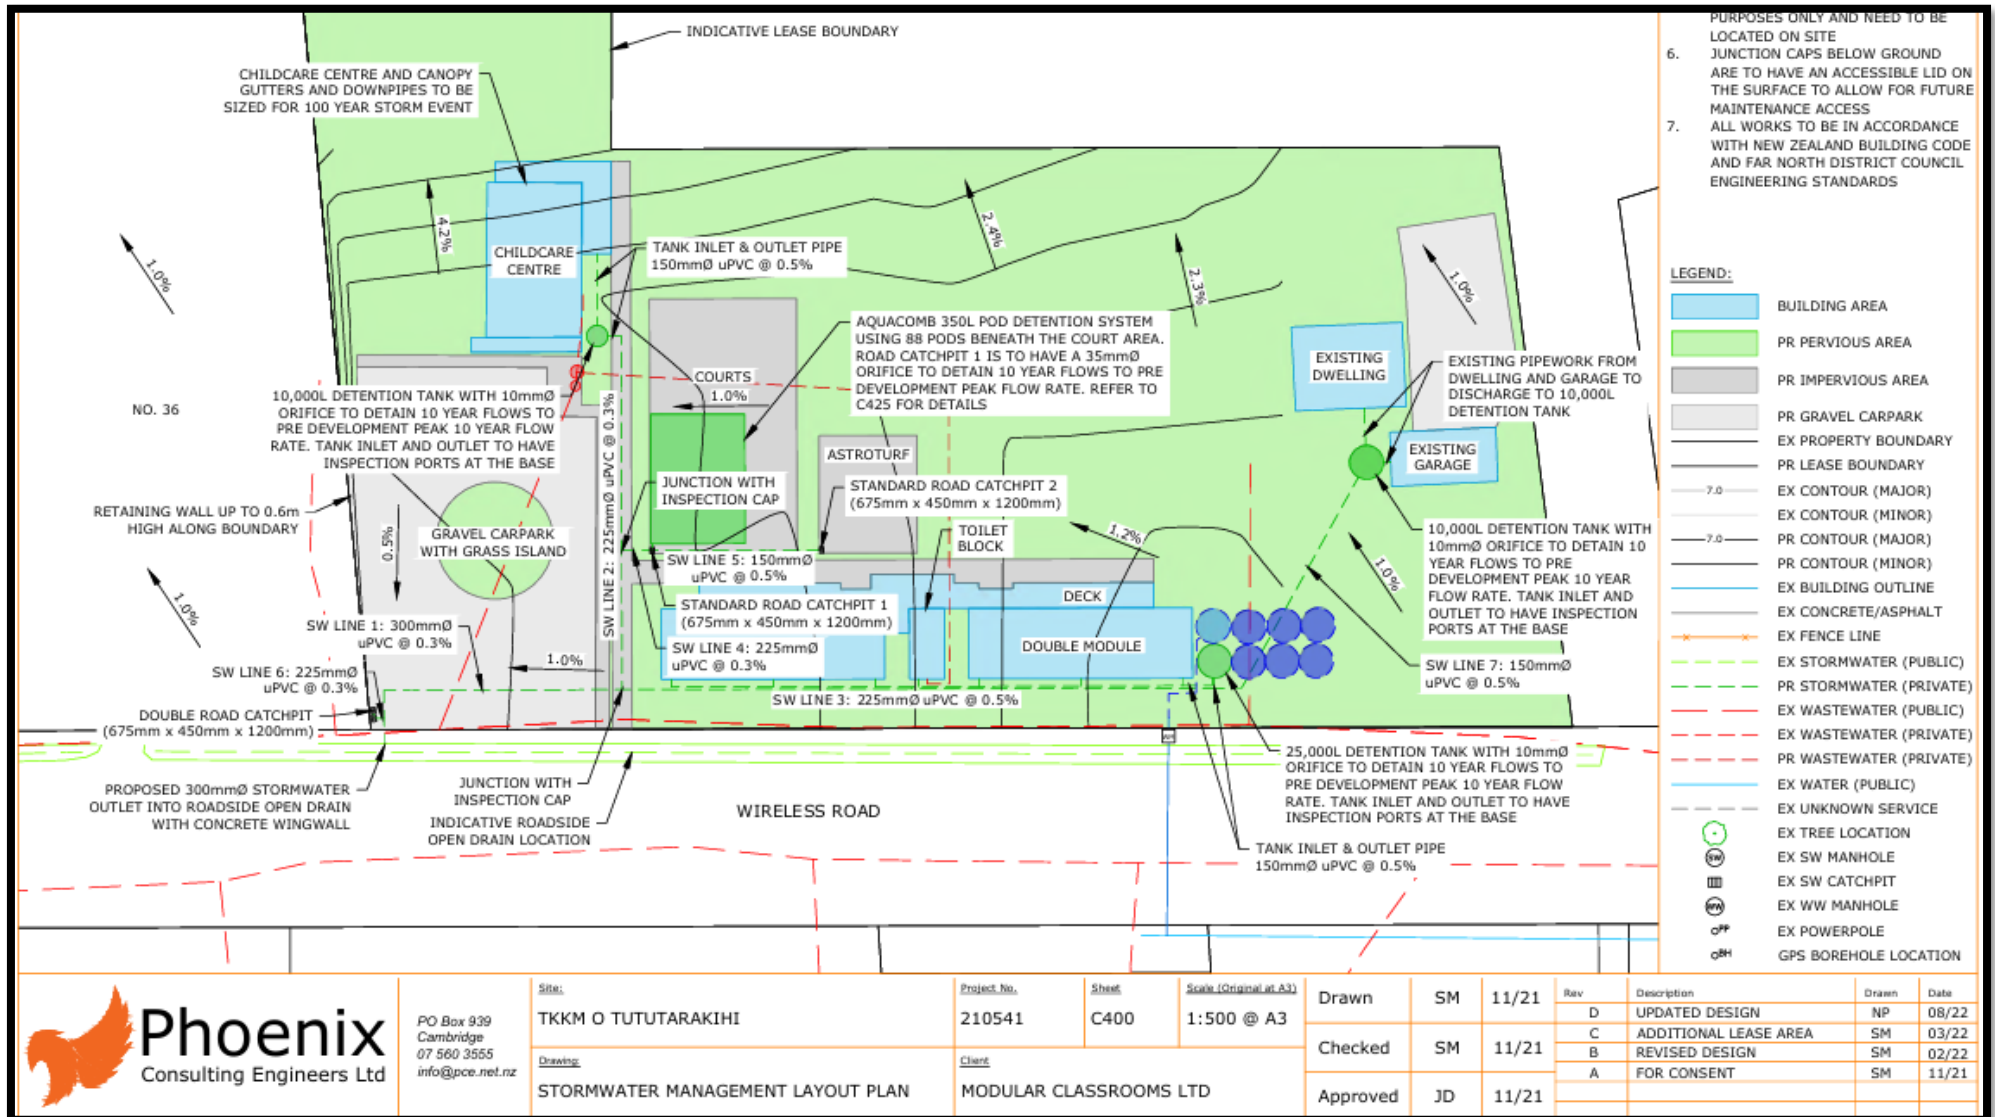 INDICATIVE LEASE BOUNDARY
CHILDCARE CENTRE AND CANOPY
GUTTERS AND DOWNPIPES TO BE
SIZED FOR 100 YEAR STORM EVENT
4.2%
2.4%
2.3%
1.0%
1.0%
CHILDCARE
CENTRE
TANK INLET & OUTLET PIPE
150mmØ uPVC @ 0.5%
AQUACOMB 350L POD DETENTION SYSTEM
USING 88 PODS BENEATH THE COURT AREA.
ROAD CATCHPIT 1 IS TO HAVE A 35mmØ
ORIFICE TO DETAIN 10 YEAR FLOWS TO PRE
DEVELOPMENT PEAK FLOW RATE. REFER TO
C425 FOR DETAILS
EXISTING
DWELLING
EXISTING PIPEWORK FROM
DWELLING AND GARAGE TO
DISCHARGE TO 10,000L
DETENTION TANK
COURTS
1.0%
NO. 36
10,000L DETENTION TANK WITH 10mmØ
ORIFICE TO DETAIN 10 YEAR FLOWS TO
PRE DEVELOPMENT PEAK 10 YEAR FLOW
RATE. TANK INLET AND OUTLET TO HAVE
INSPECTION PORTS AT THE BASE
SW LINE 2: 225mmØ uPVC @ 0.3%
ASTROTURF
EXISTING
GARAGE
JUNCTION WITH
INSPECTION CAP
STANDARD ROAD CATCHPIT 2
(675mm x 450mm x 1200mm)
RETAINING WALL UP TO 0.6m
HIGH ALONG BOUNDARY
0.5%
GRAVEL CARPARK
WITH GRASS ISLAND
TOILET
BLOCK
1.2%
1.0%
10,000L DETENTION TANK WITH
10mmØ ORIFICE TO DETAIN 10
YEAR FLOWS TO PRE
DEVELOPMENT PEAK 10 YEAR
FLOW RATE. TANK INLET AND
OUTLET TO HAVE INSPECTION
PORTS AT THE BASE
SW LINE 5: 150mmØ
uPVC @ 0.5%
DECK
STANDARD ROAD CATCHPIT 1
(675mm x 450mm x 1200mm)
1.0%
SW LINE 1: 300mmØ
uPVC @ 0.3%
SW LINE 4: 225mmØ
uPVC @ 0.3%
DOUBLE MODULE
1.0%
SW LINE 7: 150mmØ
uPVC @ 0.5%
SW LINE 6: 225mmØ
uPVC @ 0.3%
SW LINE 3: 225mmØ uPVC @ 0.5%
DOUBLE ROAD CATCHPIT
(675mm x 450mm x 1200mm)
25,000L DETENTION TANK WITH 10mmØ
ORIFICE TO DETAIN 10 YEAR FLOWS TO
PRE DEVELOPMENT PEAK 10 YEAR FLOW
RATE. TANK INLET AND OUTLET TO HAVE
INSPECTION PORTS AT THE BASE
PROPOSED 300mmØ STORMWATER
OUTLET INTO ROADSIDE OPEN DRAIN
WITH CONCRETE WINGWALL
JUNCTION WITH
INSPECTION CAP
INDICATIVE ROADSIDE
OPEN DRAIN LOCATION
WIRELESS ROAD
TANK INLET & OUTLET PIPE
150mmØ uPVC @ 0.5%
PURPOSES ONLY AND NEED TO BE
LOCATED ON SITE
6. JUNCTION CAPS BELOW GROUND
ARE TO HAVE AN ACCESSIBLE LID ON
THE SURFACE TO ALLOW FOR FUTURE
MAINTENANCE ACCESS
7. ALL WORKS TO BE IN ACCORDANCE
WITH NEW ZEALAND BUILDING CODE
AND FAR NORTH DISTRICT COUNCIL
ENGINEERING STANDARDS
LEGEND:
BUILDING AREA
PR PERVIOUS AREA
PR IMPERVIOUS AREA
PR GRAVEL CARPARK
EX PROPERTY BOUNDARY
PR LEASE BOUNDARY
7.0 EX CONTOUR (MAJOR)
EX CONTOUR (MINOR)
7.0 PR CONTOUR (MAJOR)
PR CONTOUR (MINOR)
EX BUILDING OUTLINE
EX CONCRETE/ASPHALT
EX FENCE LINE
EX STORMWATER (PUBLIC)
PR STORMWATER (PRIVATE)
EX WASTEWATER (PUBLIC)
EX WASTEWATER (PRIVATE)
PR WASTEWATER (PRIVATE)
EX WATER (PUBLIC)
EX UNKNOWN SERVICE
EX TREE LOCATION
SW EX SW MANHOLE
EX SW CATCHPIT
WW EX WW MANHOLE
PP EX POWERPOLE
BH GPS BOREHOLE LOCATION
Phoenix
Consulting Engineers Ltd
PO Box 939
Cambridge
07 560 3555
info@pce.net.nz
Site:
TKKM O TUTUTARAKIHI
Drawing:
STORMWATER MANAGEMENT LAYOUT PLAN
Project No. Sheet Scale (Original at A3)
210541 C400 1:500 @ A3
Client
MODULAR CLASSROOMS LTD
Drawn SM 11/21
Checked SM 11/21
Approved JD 11/21
Rev Description Drawn Date
D UPDATED DESIGN NP 08/22
C ADDITIONAL LEASE AREA SM 03/22
B REVISED DESIGN SM 02/22
A FOR CONSENT SM 11/21